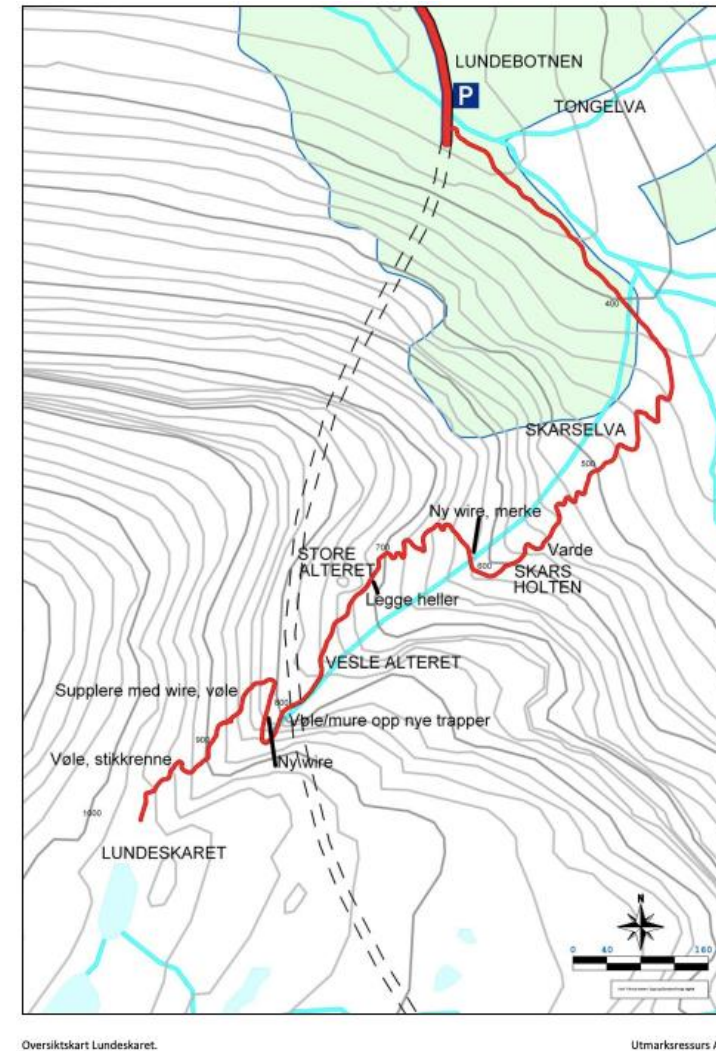 LUNDEBOTNEN
P
TONGELVA
400
SKARSELVA
500
Ny wire, merke
700
STORE
ALTERET
Varde
600
SKARS
HOLTEN
Legge heller
VESLE ALTERET
Supplere med wire, vøle
800
Vøle/mure opp nye trapper
900
Vøle, stikkrenne
Ny wire
1000
LUNDESKARET
N
0 40 80 160
Oversiktskart Lundeskaret.
Utmarksressurs A